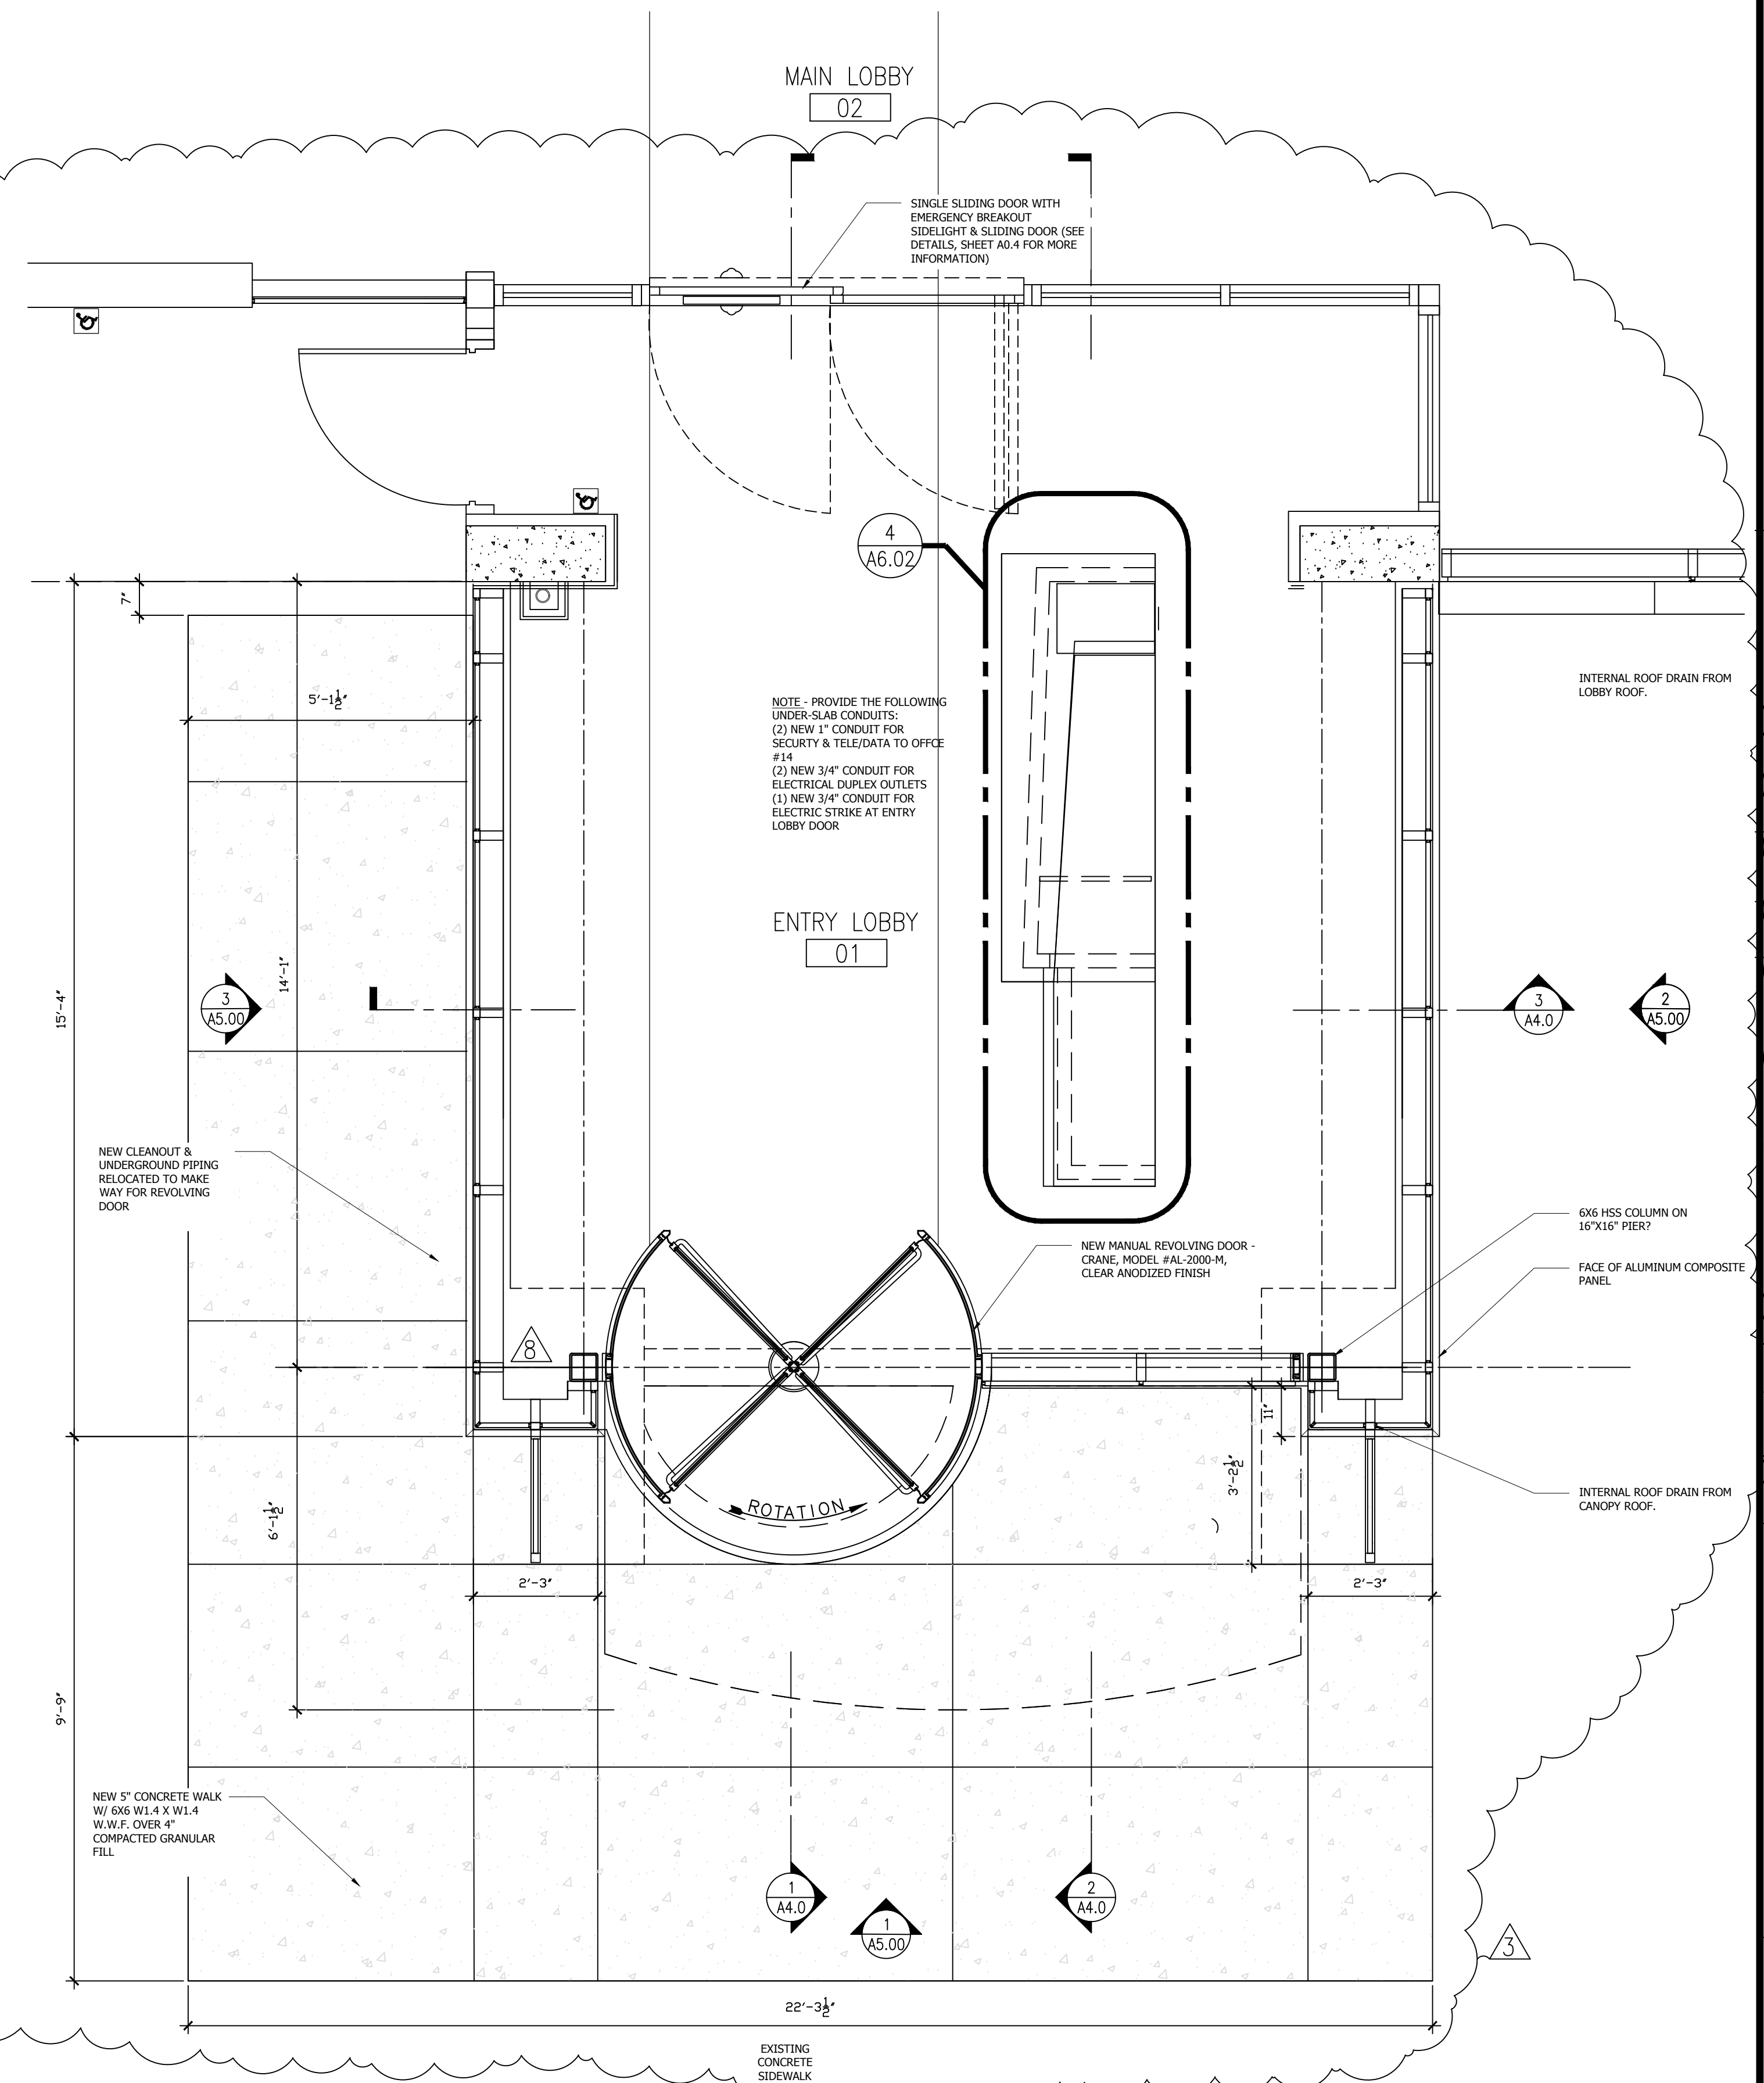 MAIN LOBBY
02
SINGLE SLIDING DOOR WITH
EMERGENCY BREAKOUT
SIDELIGHT & SLIDING DOOR (SEE
DETAILS, SHEET A0.4 FOR MORE
INFORMATION)
4
A6.02
7"
5'-1 1/2"
INTERNAL ROOF DRAIN FROM
LOBBY ROOF.
NOTE - PROVIDE THE FOLLOWING
UNDER-SLAB CONDUITS:
(2) NEW 1" CONDUIT FOR
SECURTY & TELE/DATA TO OFFCE
#14
(2) NEW 3/4" CONDUIT FOR
ELECTRICAL DUPLEX OUTLETS
(1) NEW 3/4" CONDUIT FOR
ELECTRIC STRIKE AT ENTRY
LOBBY DOOR
ENTRY LOBBY
01
15'-4"
14'-1"
3
A5.00
3
A4.0
2
A5.00
NEW CLEANOUT &
UNDERGROUND PIPING
RELOCATED TO MAKE
WAY FOR REVOLVING
DOOR
6X6 HSS COLUMN ON
16"X16" PIER?
NEW MANUAL REVOLVING DOOR -
CRANE, MODEL #AL-2000-M,
CLEAR ANODIZED FINISH
FACE OF ALUMINUM COMPOSITE
PANEL
8
11"
3'-2 1/2"
ROTATION
INTERNAL ROOF DRAIN FROM
CANOPY ROOF.
6'-1 1/2"
2'-3"
2'-3"
9'-9"
NEW 5" CONCRETE WALK
W/ 6X6 W1.4 X W1.4
W.W.F. OVER 4"
COMPACTED GRANULAR
FILL
1
A4.0
2
A4.0
1
A5.00
3
22'-3 1/2"
EXISTING
CONCRETE
SIDEWALK